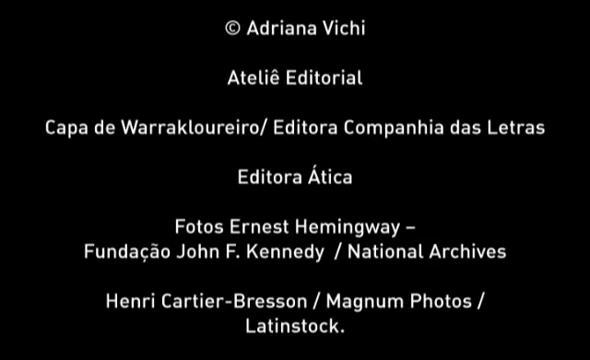 © Adriana Vichi
Ateliê Editorial
Capa de Warrakloureiro/ Editora Companhia das Letras
Editora Ática
Fotos Ernest Hemingway –
Fundação John F. Kennedy / National Archives
Henri Cartier-Bresson / Magnum Photos /
Latinstock.